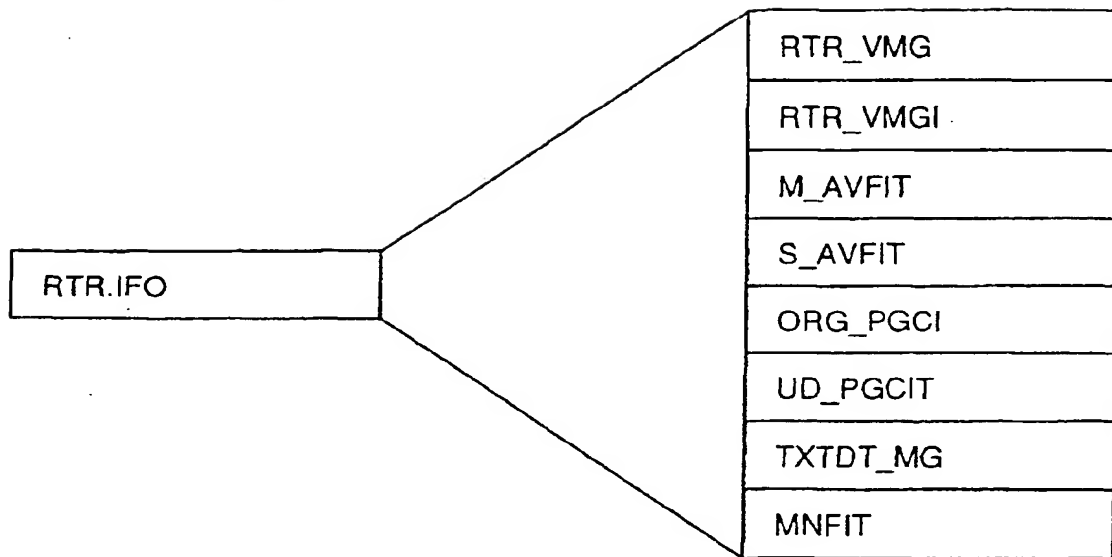 RTR_VMG
RTR_VMGI
M_AVFIT
S_AVFIT
RTR.IFO
ORG_PGCI
UD_PGCIT
TXTDT_MG
MNFIT